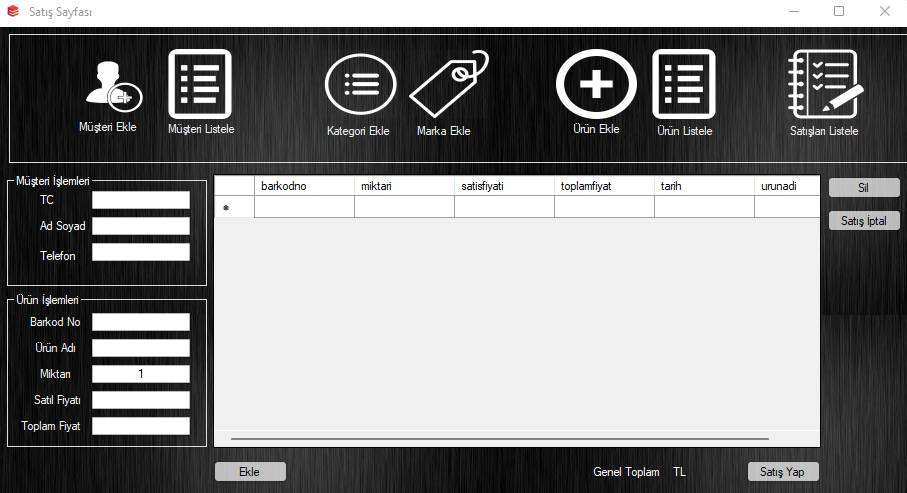 Satış Sayfası
Müşteri Ekle
Müşteri Listele
Kategori Ekle
Marka Ekle
Ürün Ekle
Ürün Listele
Satışları Listele
Müşteri İşlemleri
TC
Ad Soyad
Telefon
Ürün İşlemleri
Barkod No
Ürün Adı
Miktarı 1
Satıl Fiyatı
Toplam Fiyat
barkodno miktari satisfiyati toplamfiyat tarih urunadi
*
Sil
Satış İptal
Ekle
Genel Toplam TL
Satış Yap